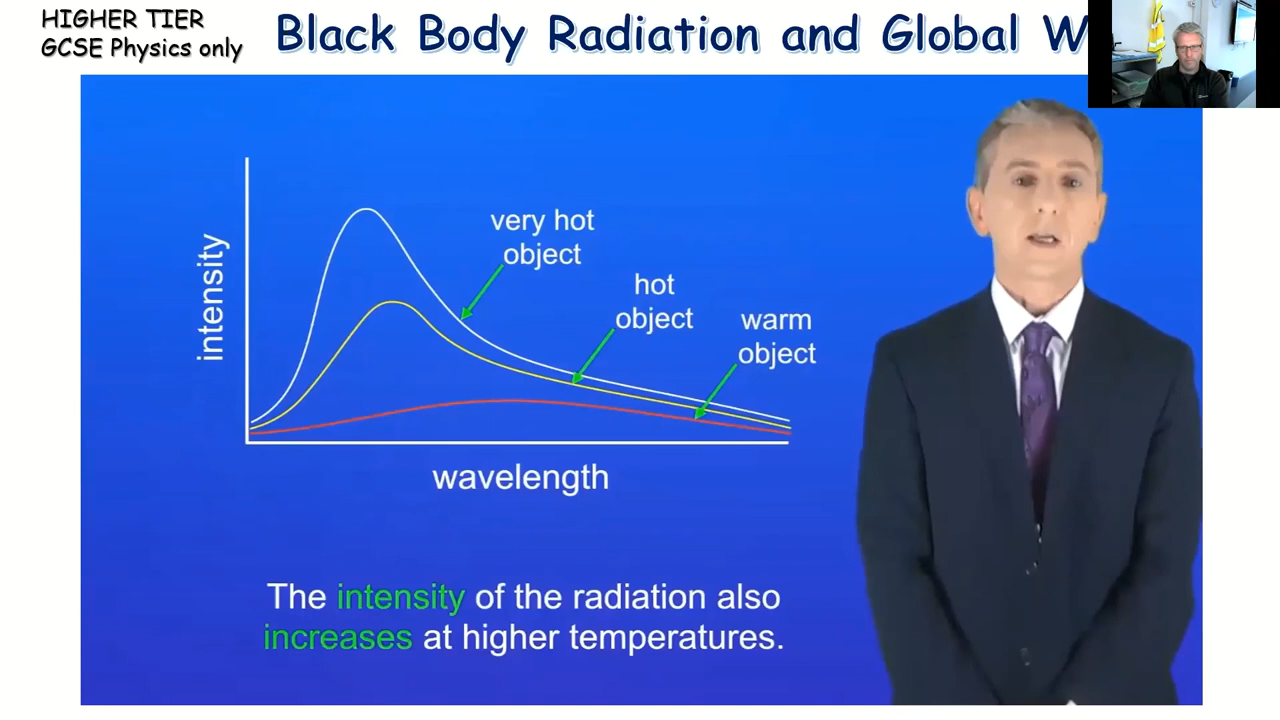 HIGHER TIER
GCSE Physics only
Black Body Radiation and Global W
very hot
object
hot
object
warm
object
intensity
wavelength
The intensity of the radiation also
increases at higher temperatures.